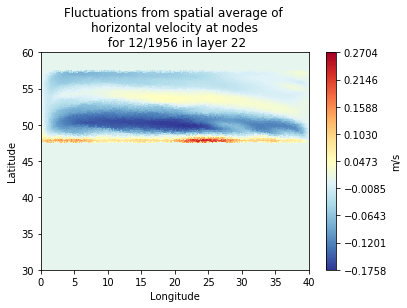 Fluctuations from spatial average of
horizontal velocity at nodes
for 12/1956 in layer 22
60
55
50
45
40
35
30
Latitude
0 5 10 15 20 25 30 35 40
Longitude
0.2704
0.2146
0.1588
0.1030
0.0473
−0.0085
−0.0643
−0.1201
−0.1758
m/s